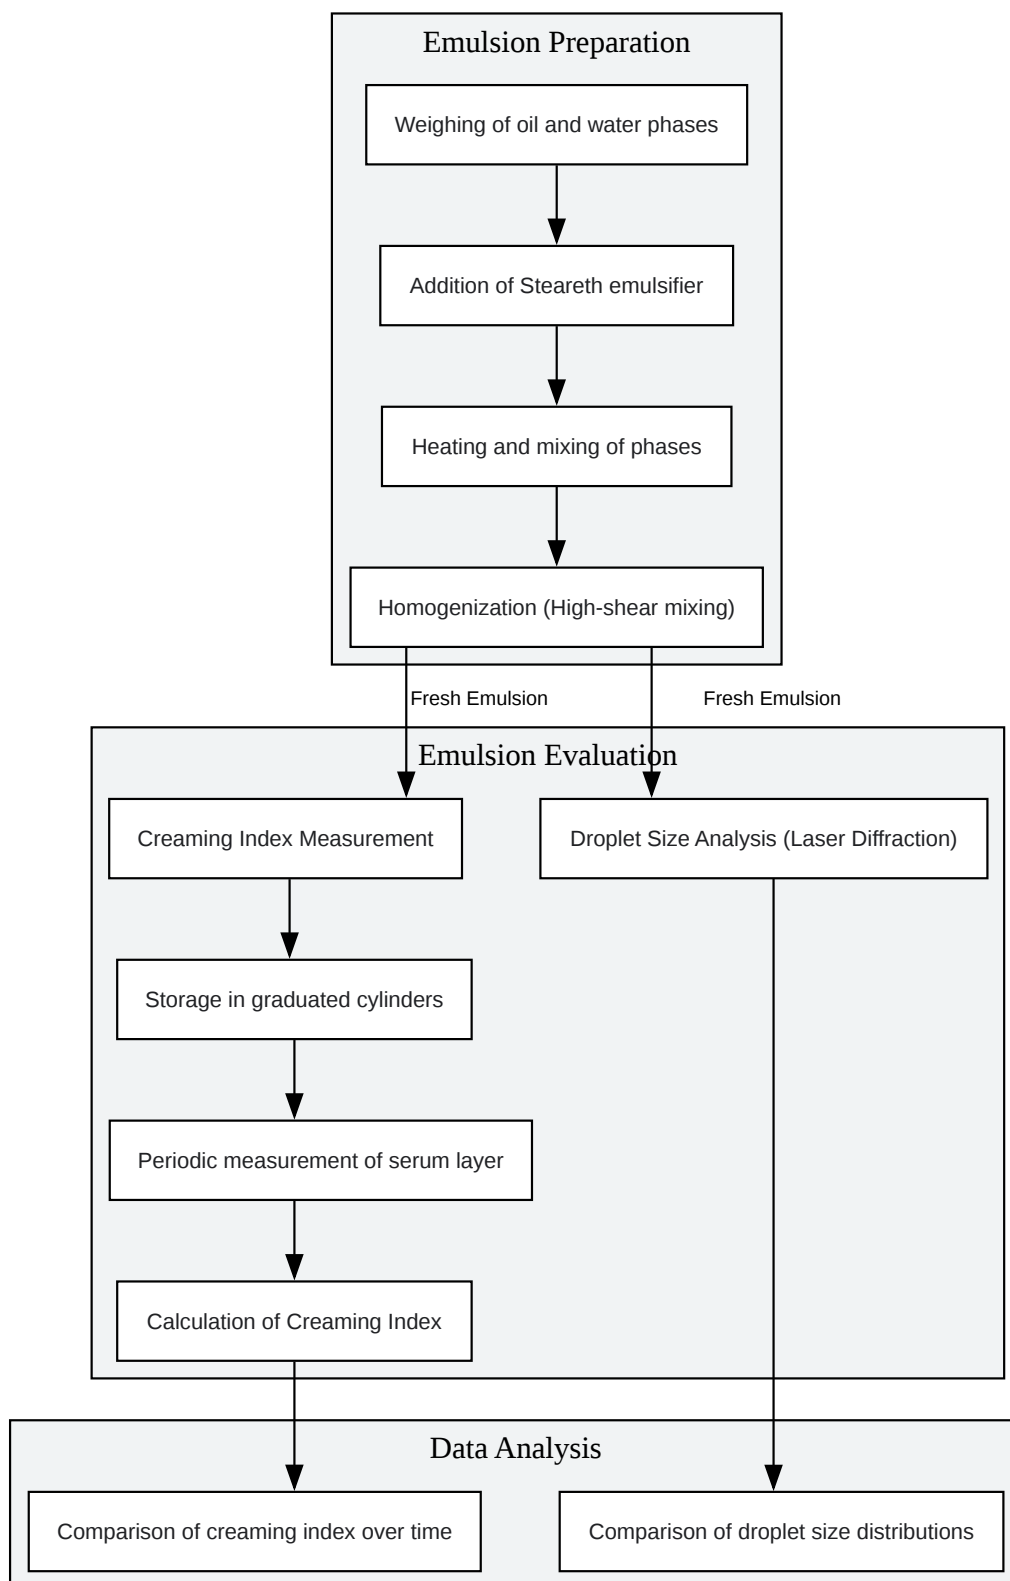 Emulsion Preparation
Weighing of oil and water phases
Addition of Steareth emulsifier
Heating and mixing of phases
Homogenization (High-shear mixing)
Fresh Emulsion
Fresh Emulsion
Emulsion Evaluation
Creaming Index Measurement
Droplet Size Analysis (Laser Diffraction)
Storage in graduated cylinders
Periodic measurement of serum layer
Calculation of Creaming Index
Data Analysis
Comparison of creaming index over time
Comparison of droplet size distributions